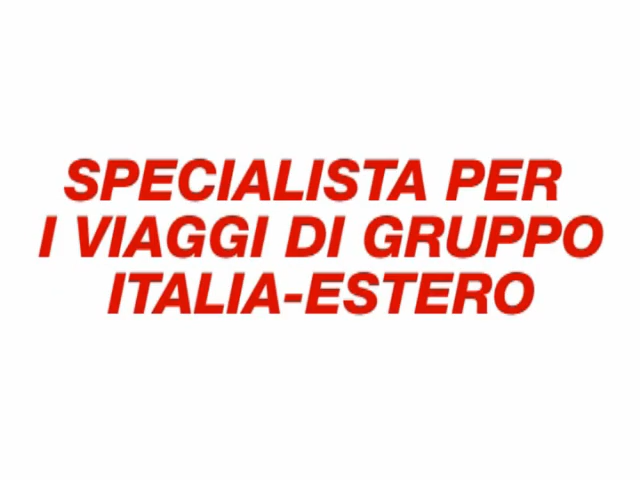 SPECIALISTA PER
I VIAGGI DI GRUPPO
ITALIA-ESTERO